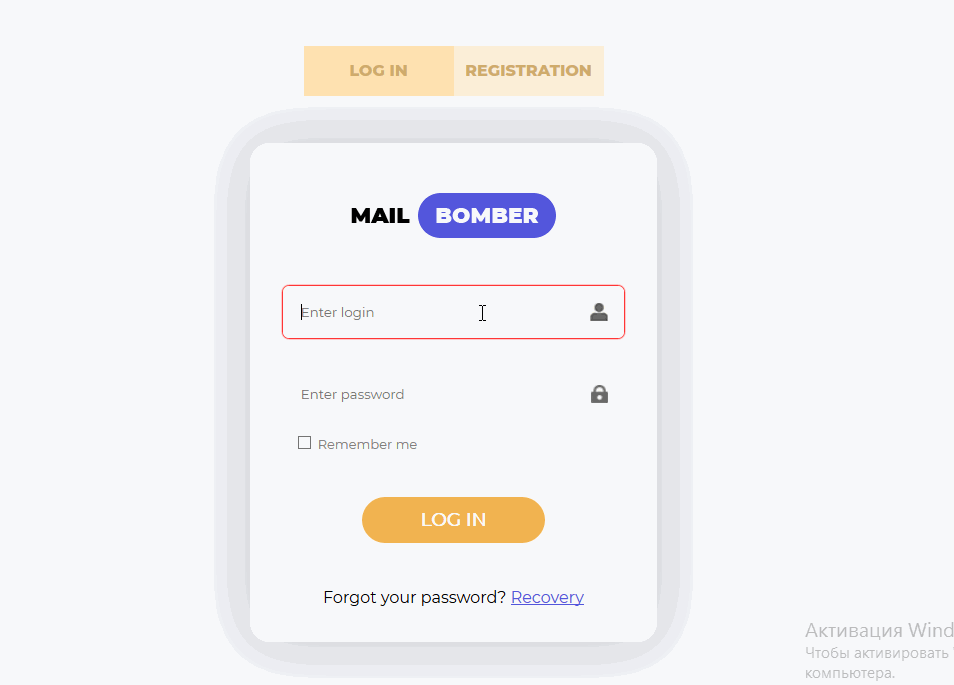 LOG IN REGISTRATION
MAIL BOMBER
Enter login
Enter password
Remember me
LOG IN
Forgot your password? Recovery
Активация Wind
Чтобы активировать
компьютера.